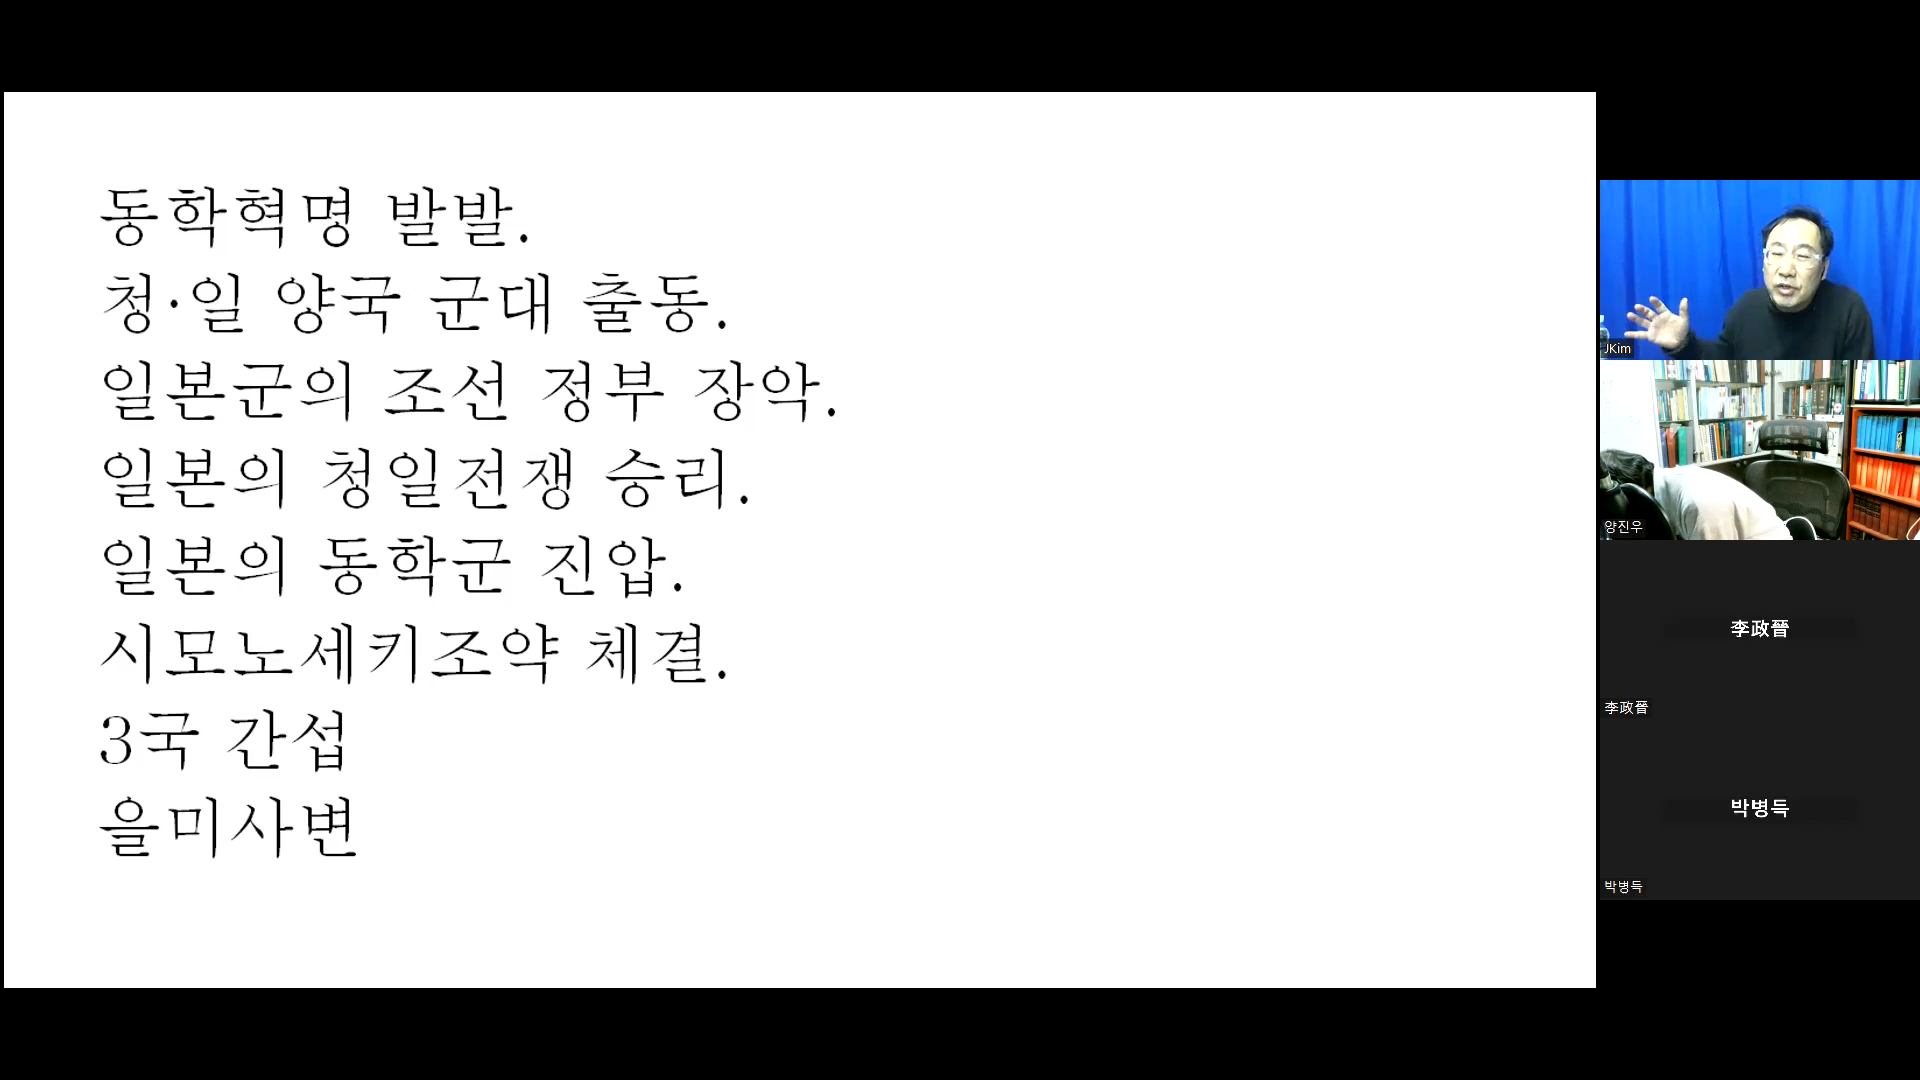 동학혁명 발발.
청·일 양국 군대 출동.
일본군의 조선 정부 장악.
일본의 청일전쟁 승리.
일본의 동학군 진압.
시모노세키조약 체결.
3국 간섭
을미사변
JKim
양진우
李政晉
李政晉
박병득
박병득